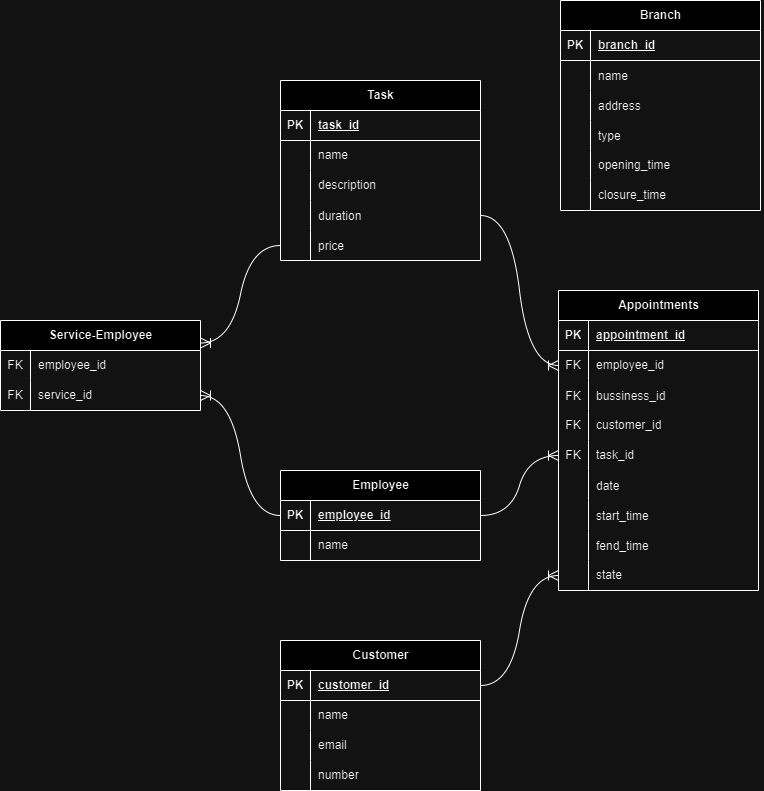 Branch
PK branch_id
name
address
type
opening_time
closure_time
Task
PK task_id
name
description
duration
price
Service-Employee
FK employee_id
FK service_id
Appointments
PK appointment_id
FK employee_id
FK bussiness_id
FK customer_id
FK task_id
date
start_time
fend_time
state
Employee
PK employee_id
name
Customer
PK customer_id
name
email
number